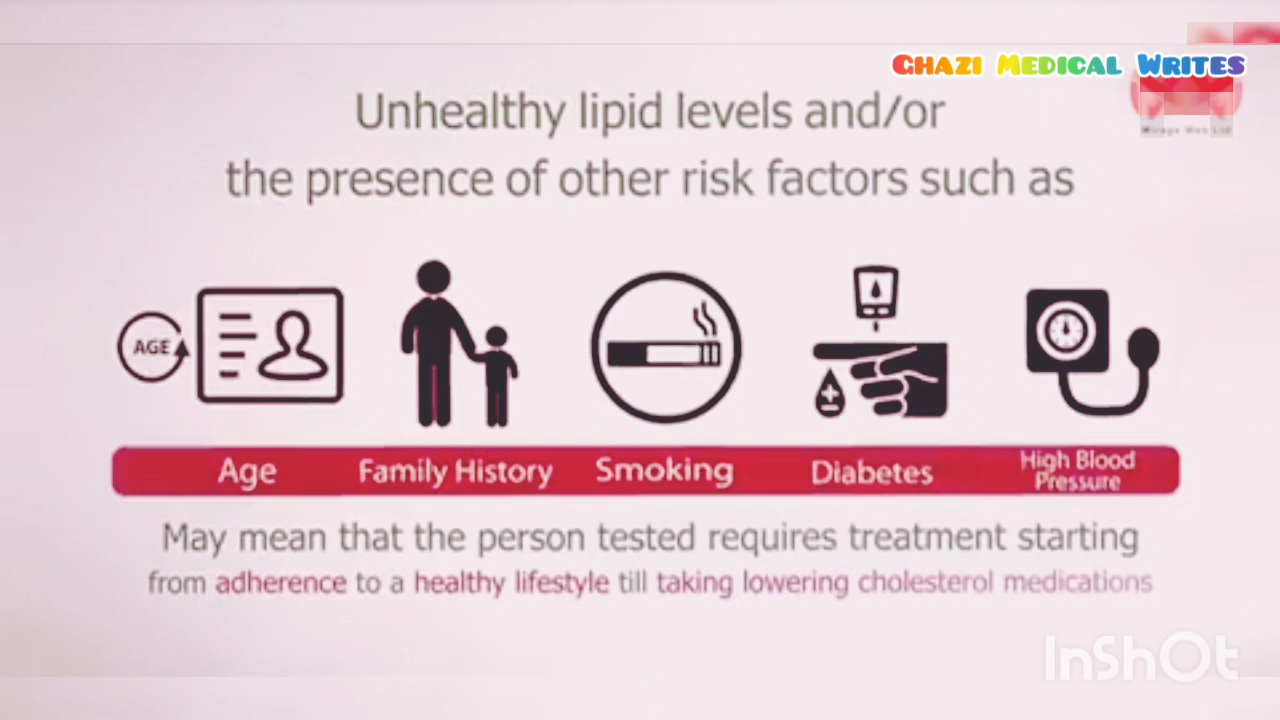 GHAZI MEDICAL WRITES
Unhealthy lipid levels and/or
the presence of other risk factors such as
AGE
Age
Family History
Smoking
Diabetes
High Blood
Pressure
May mean that the person tested requires treatment starting
from adherence to a healthy lifestyle till taking lowering cholesterol medications
InShOt